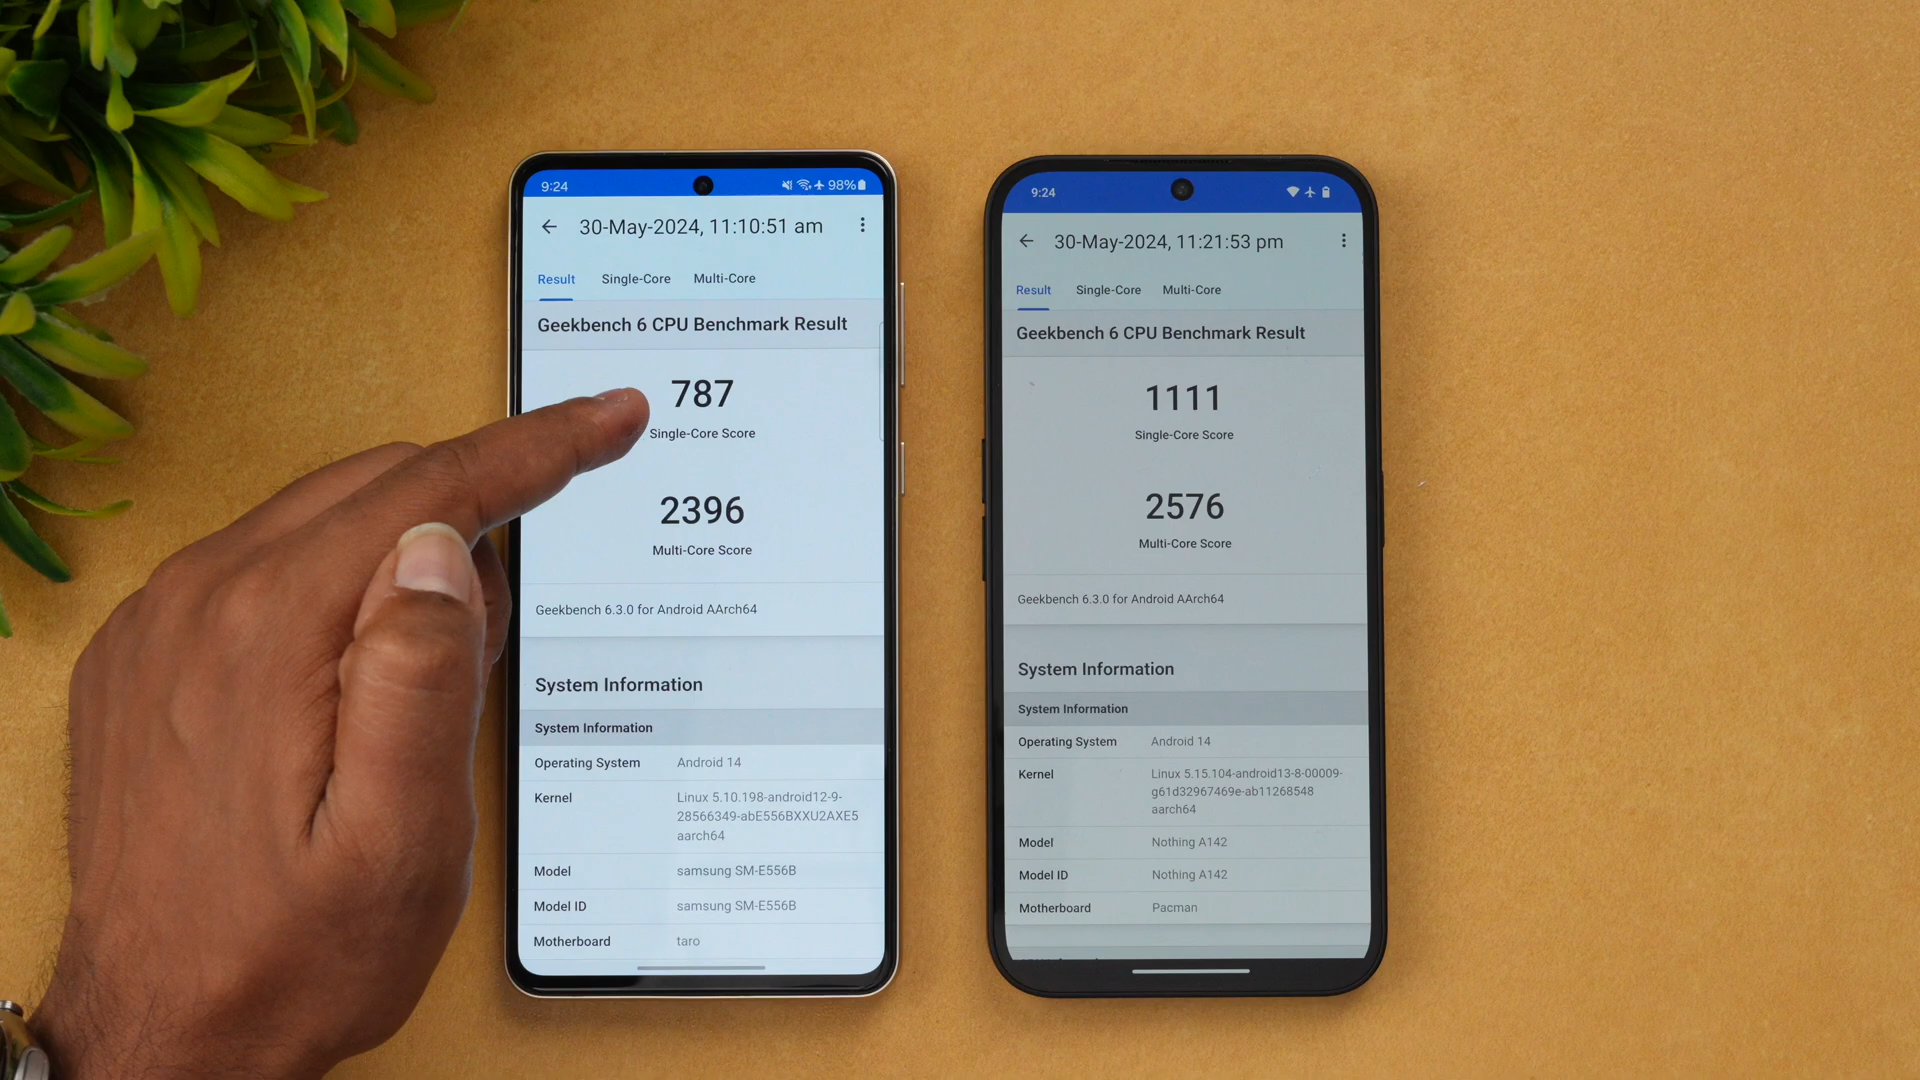 9:24
98%
30-May-2024, 11:10:51 am
Result Single-Core Multi-Core
Geekbench 6 CPU Benchmark Result
787
Single-Core Score
2396
Multi-Core Score
Geekbench 6.3.0 for Android AArch64
System Information
System Information
Operating System Android 14
Kernel Linux 5.10.198-android12-9-
28566349-abE556BXXU2AXE5
aarch64
Model samsung SM-E556B
Model ID samsung SM-E556B
Motherboard taro
9:24
30-May-2024, 11:21:53 pm
Result Single-Core Multi-Core
Geekbench 6 CPU Benchmark Result
1111
Single-Core Score
2576
Multi-Core Score
Geekbench 6.3.0 for Android AArch64
System Information
System Information
Operating System Android 14
Kernel Linux 5.15.104-android13-8-00009-
g61d32967469e-ab11268548
aarch64
Model Nothing A142
Model ID Nothing A142
Motherboard Pacman